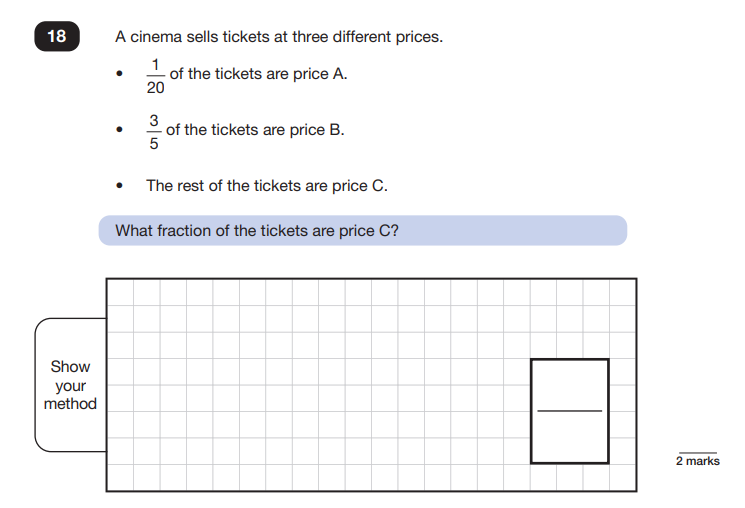 18 A cinema sells tickets at three different prices.
• 1/20 of the tickets are price A.
• 3/5 of the tickets are price B.
• The rest of the tickets are price C.
What fraction of the tickets are price C?
Show
your
method
2 marks